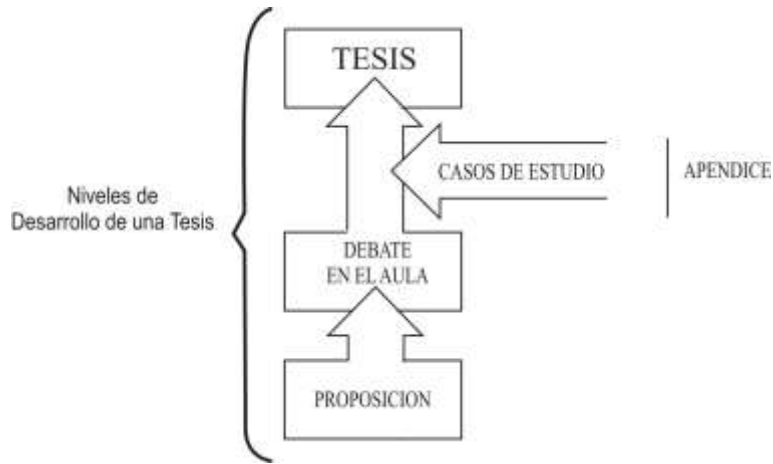 TESIS
CASOS DE ESTUDIO
APENDICE
Niveles de
Desarrollo de una Tesis
DEBATE
EN EL AULA
PROPOSICION